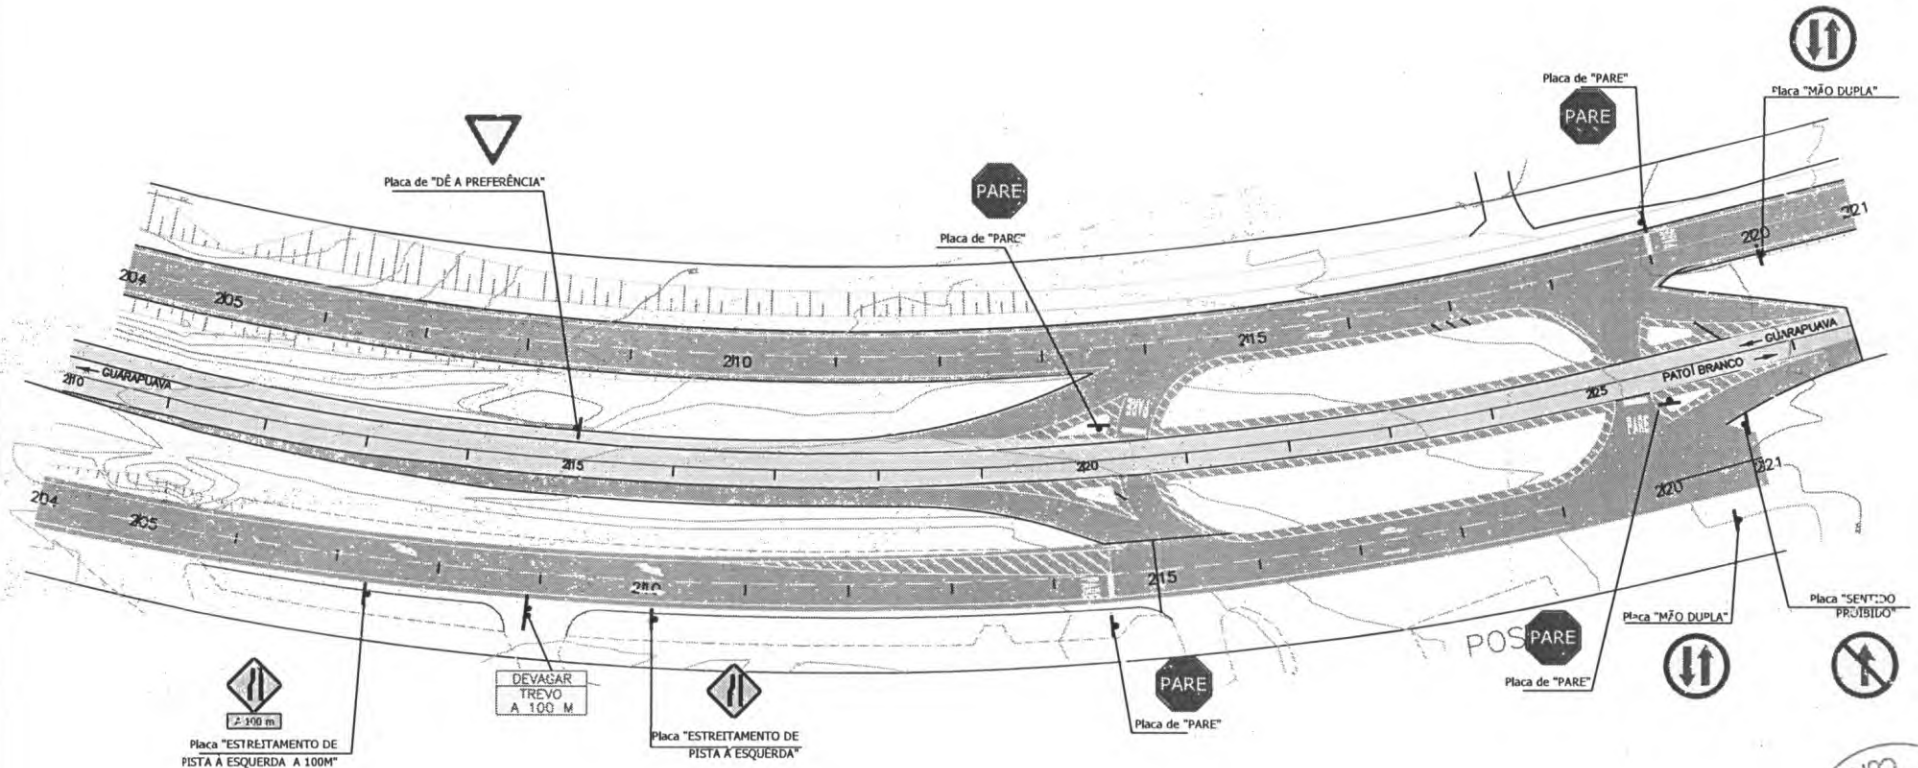 Placa de "PARE"
PARE
Placa "MÃO DUPLA"
Placa de "DÊ A PREFERÊNCIA"
PARE
Placa de "PARE"
204
205
210
215
220
221
210
GUARAPUAVA
215
220
225
GUARAPUAVA
PATO BRANCO
PARE
204
205
210
215
220
221
A 100 m
Placa "ESTREITAMENTO DE
PISTA À ESQUERDA A 100M"
DEVAGAR
TREVO
A 100 M
Placa "ESTREITAMENTO DE
PISTA À ESQUERDA"
PARE
Placa de "PARE"
POS
PARE
Placa de "PARE"
Placa "MÃO DUPLA"
Placa "SENTIDO
PROIBIDO"